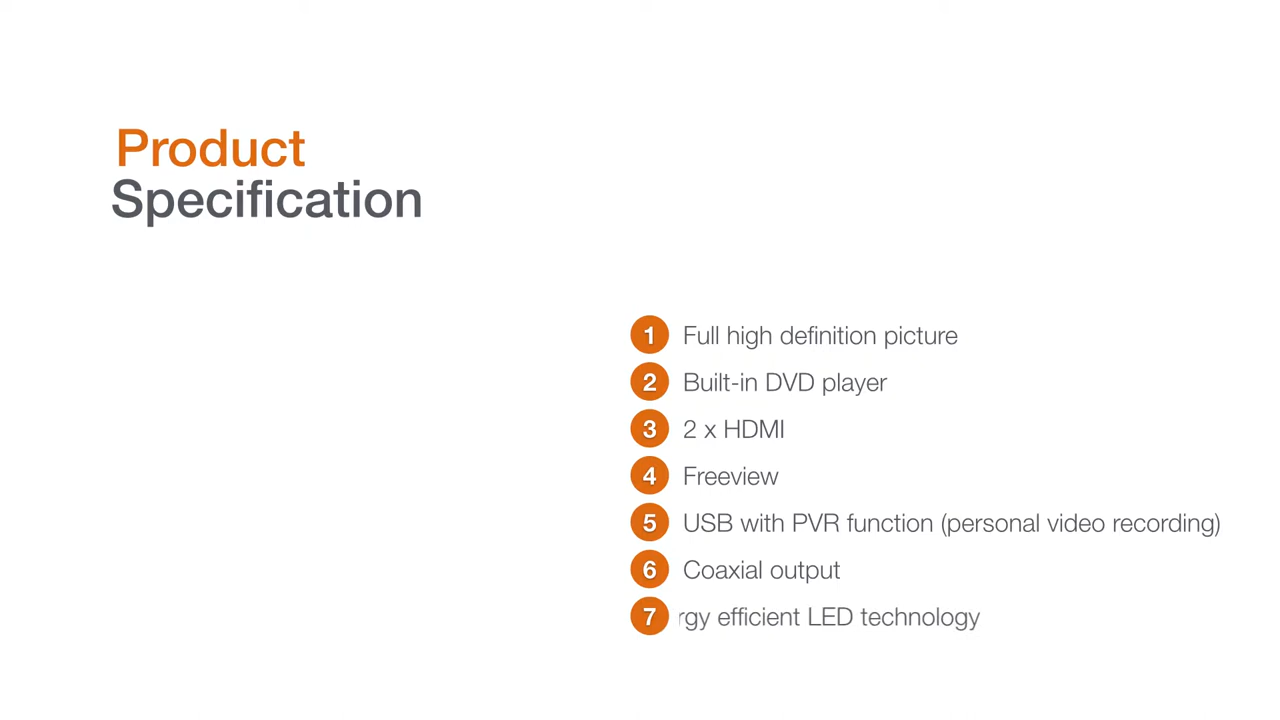 Product
Specification
1 Full high definition picture
2 Built-in DVD player
3 2 x HDMI
4 Freeview
5 USB with PVR function (personal video recording)
6 Coaxial output
7 rgy efficient LED technology